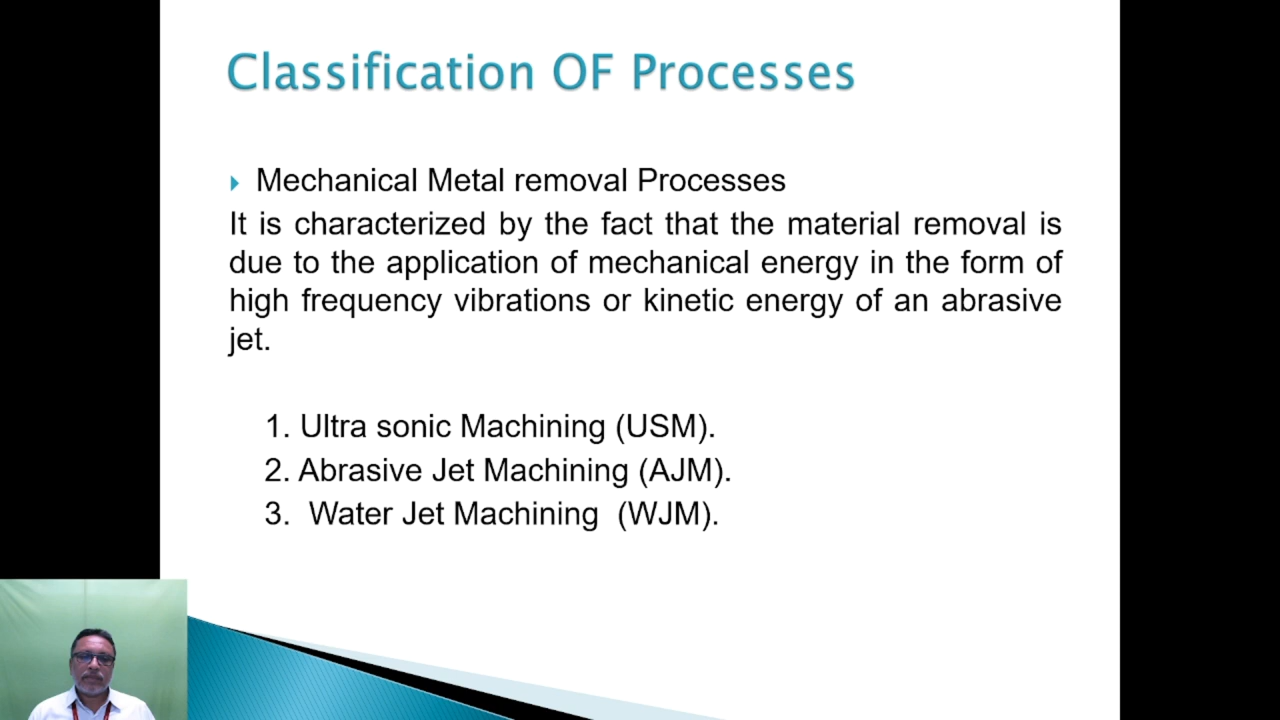 Classification OF Processes
Mechanical Metal removal Processes
It is characterized by the fact that the material removal is
due to the application of mechanical energy in the form of
high frequency vibrations or kinetic energy of an abrasive
jet.
1. Ultra sonic Machining (USM).
2. Abrasive Jet Machining (AJM).
3.  Water Jet Machining  (WJM).